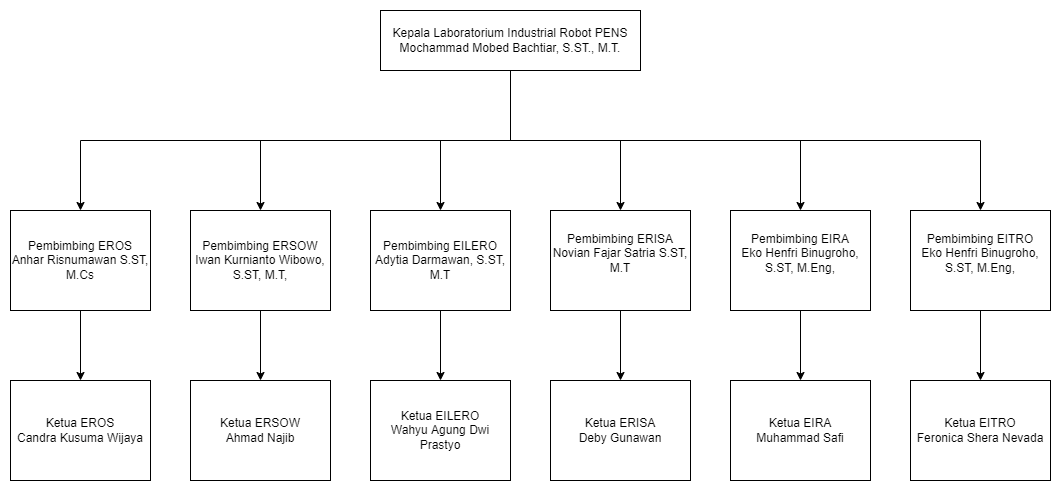 Kepala Laboratorium Industrial Robot PENS
Mochammad Mobed Bachtiar, S.ST., M.T.
Pembimbing EROS
Anhar Risnumawan S.ST,
M.Cs
Pembimbing ERSOW
Iwan Kurnianto Wibowo,
S.ST, M.T,
Pembimbing EILERO
Adytia Darmawan, S.ST,
M.T
Pembimbing ERISA
Novian Fajar Satria S.ST,
M.T
Pembimbing EIRA
Eko Henfri Binugroho,
S.ST, M.Eng,
Pembimbing EITRO
Eko Henfri Binugroho,
S.ST, M.Eng,
Ketua EROS
Candra Kusuma Wijaya
Ketua ERSOW
Ahmad Najib
Ketua EILERO
Wahyu Agung Dwi
Prastyo
Ketua ERISA
Deby Gunawan
Ketua EIRA
Muhammad Safi
Ketua EITRO
Feronica Shera Nevada